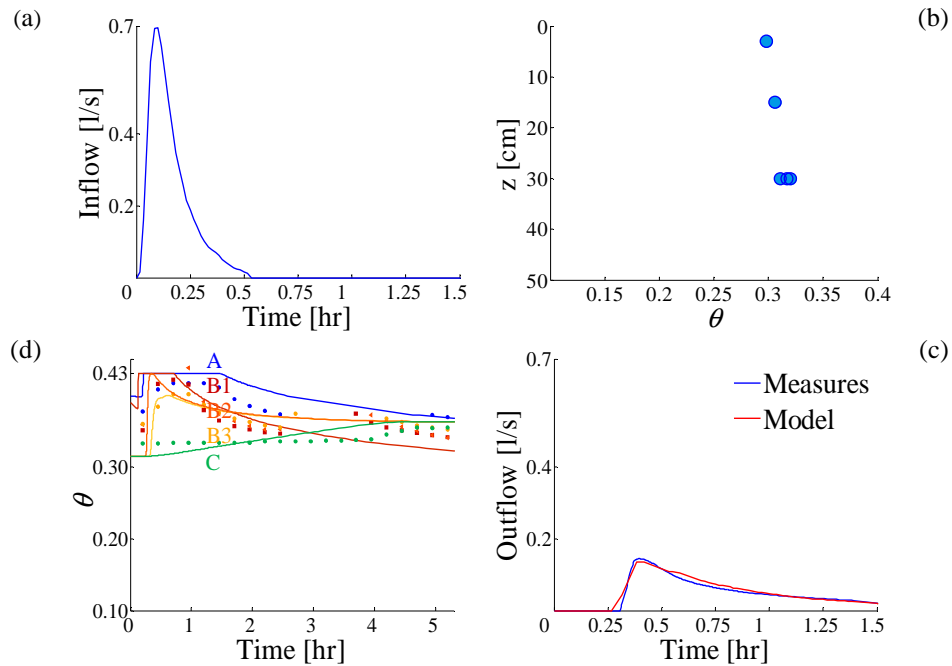 (a)
0.7
0.4
0.2
Inflow [l/s]
0 0.25 0.5 0.75 1 1.25 1.5
Time [hr]
(b)
0
10
20
30
40
50
z [cm]
0.15 0.2 0.25 0.3 0.35 0.4
θ
(d)
0.43
0.30
0.20
0.10
θ
A
B1
B2
B3
C
0 1 2 3 4 5
Time [hr]
(c)
0.7
0.4
0.2
Outflow [l/s]
Measures
Model
0 0.25 0.5 0.75 1 1.25 1.5
Time [hr]